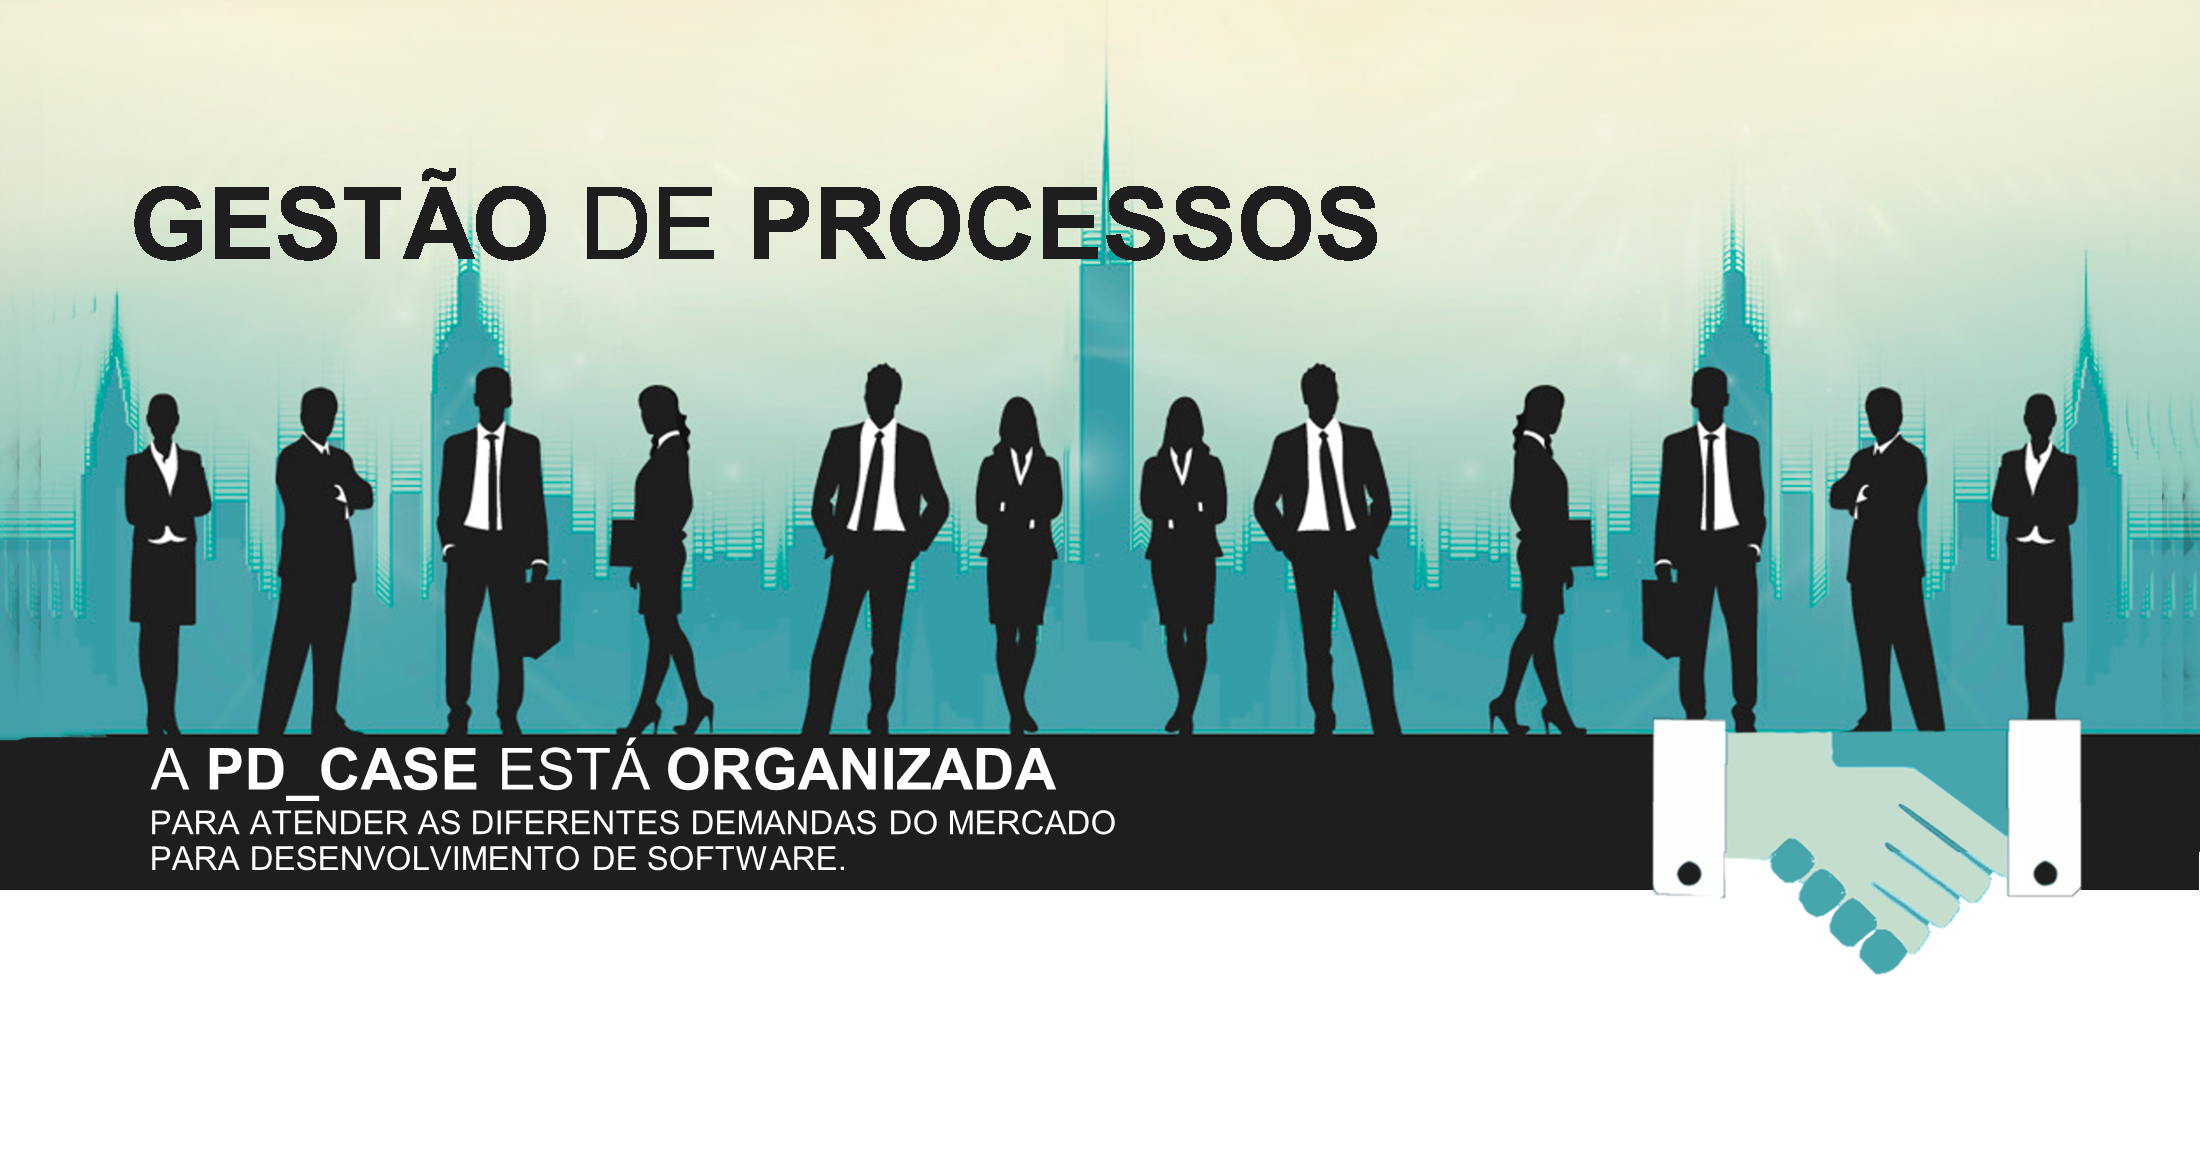 GESTÃO DE PROCESSOS
A PD_CASE ESTÁ ORGANIZADA
PARA ATENDER AS DIFERENTES DEMANDAS DO MERCADO
PARA DESENVOLVIMENTO DE SOFTWARE.